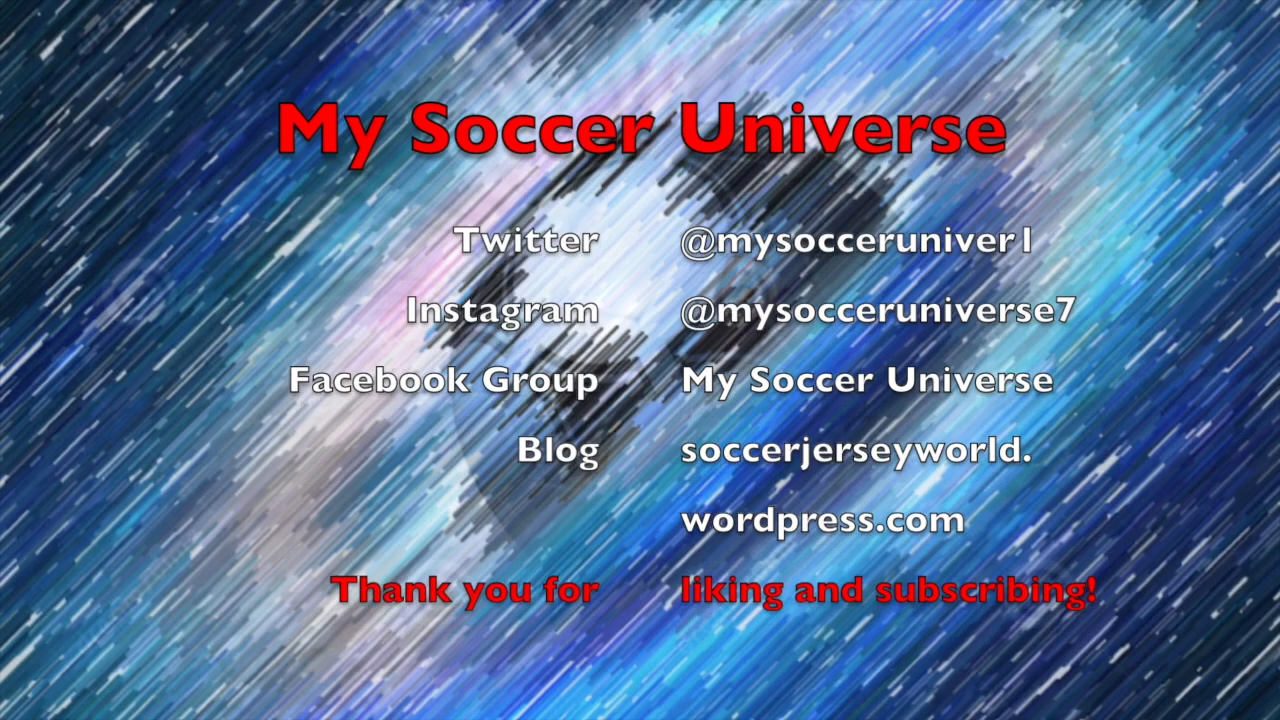 My Soccer Universe
Twitter @mysocceruniver1
Instagram @mysocceruniverse7
Facebook Group My Soccer Universe
Blog soccerjerseyworld.
wordpress.com
Thank you for liking and subscribing!